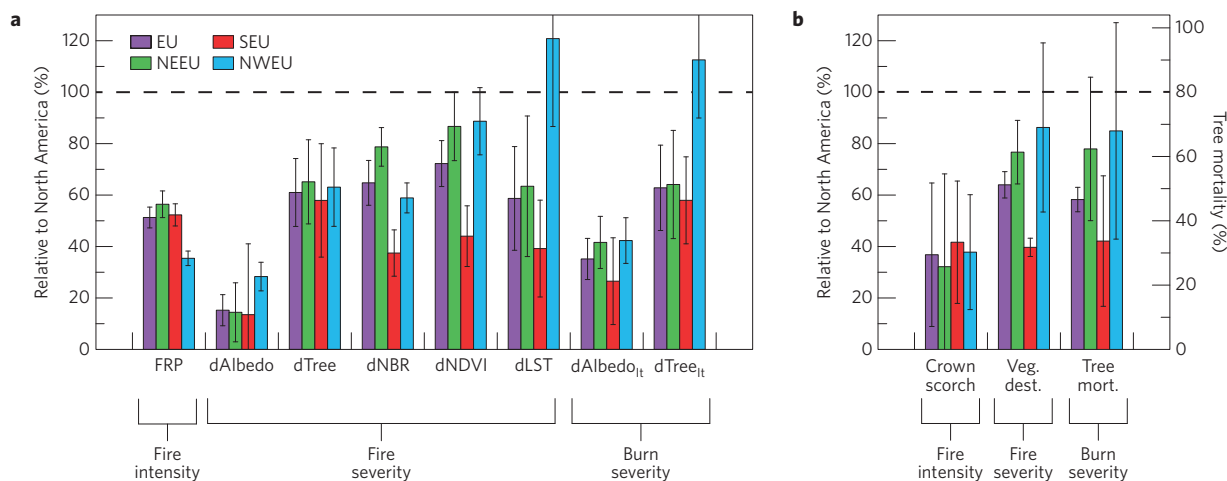 a
Relative to North America (%)
120
100
80
60
40
20
0
EU
SEU
NEEU
NWEU
FRP
dAlbedo
dTree
dNBR
dNDVI
dLST
dAlbedolt
dTreelt
Fire
intensity
Fire
severity
Burn
severity
b
Relative to North America (%)
120
100
80
60
40
20
0
100
80
60
40
20
0
Tree mortality (%)
Crown
scorch
Veg.
dest.
Tree
mort.
Fire
intensity
Fire
severity
Burn
severity